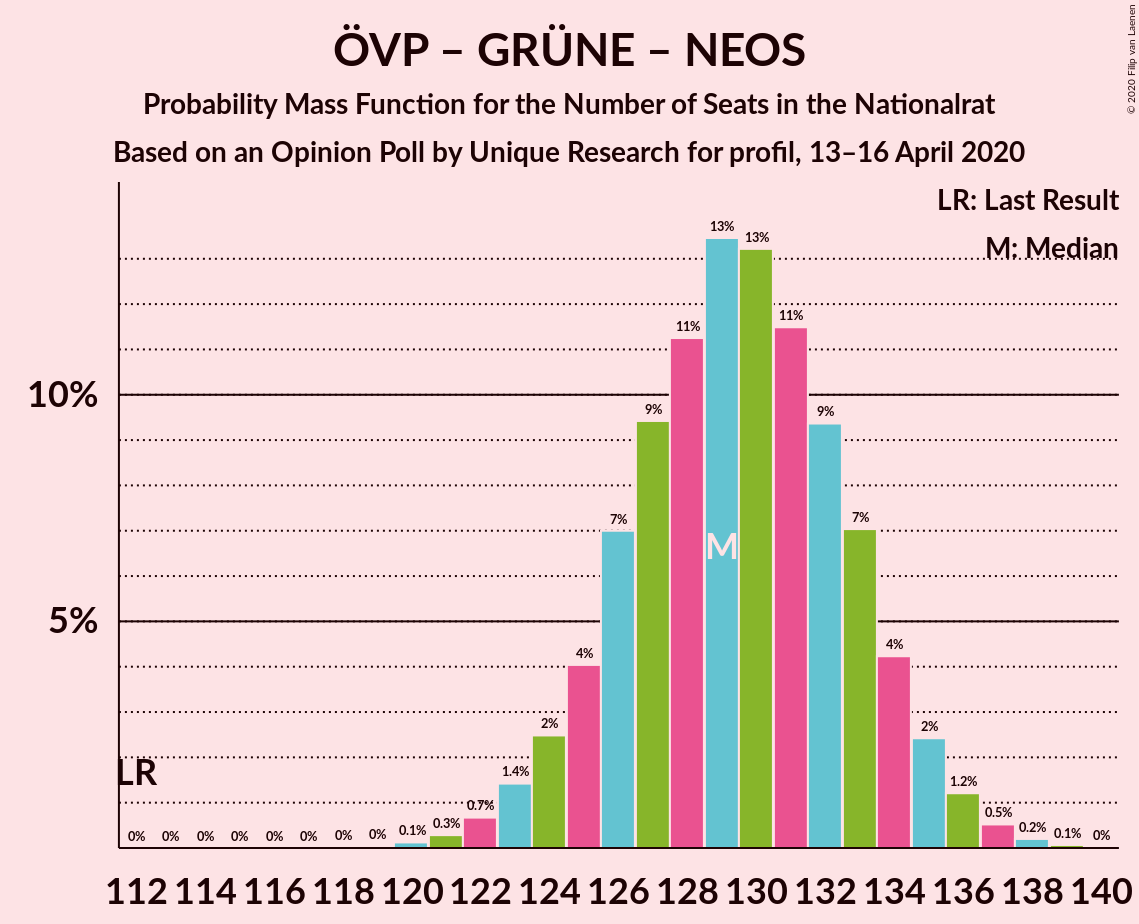 ÖVP – GRÜNE – NEOS
Probability Mass Function for the Number of Seats in the Nationalrat
Based on an Opinion Poll by Unique Research for profil, 13–16 April 2020
© 2020 Filip van Laenen
LR: Last Result
M: Median
13%
13%
11%
11%
10%
9%
9%
7%
7%
M
5%
4%
4%
2%
2%
LR
1.4%
1.2%
0.7%
0.5%
0.3%
0.2%
0% 0% 0% 0% 0% 0% 0% 0% 0.1% 0.1% 0%
112 114 116 118 120 122 124 126 128 130 132 134 136 138 140